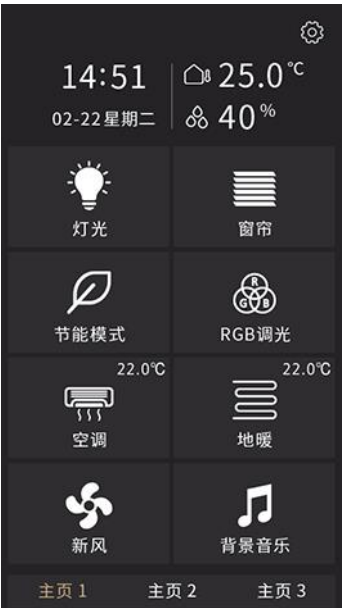 14:51
25.0℃
02-22星期二
40%
灯光
窗帘
节能模式
R
G B
RGB调光
22.0℃
22.0℃
空调
地暖
新风
背景音乐
主页 1
主页 2
主页 3